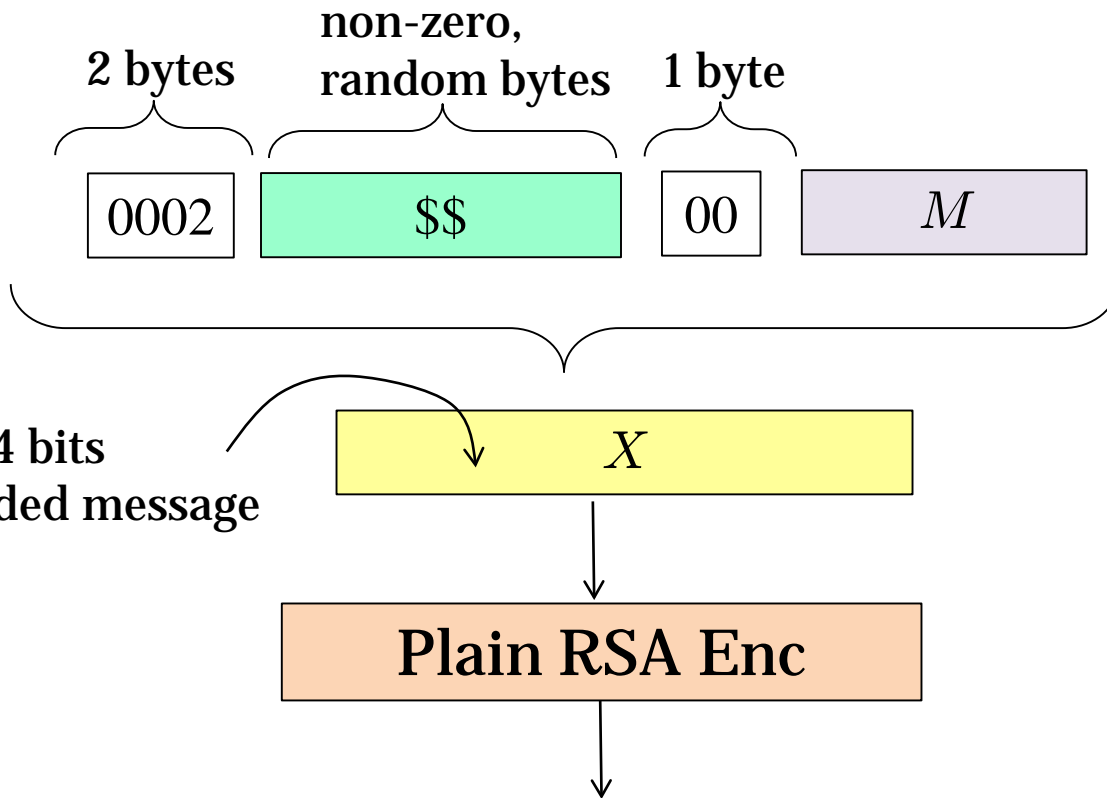 non-zero,
2 bytes random bytes 1 byte
0002 $$ 00 M
4 bits X
ded message
Plain RSA Enc